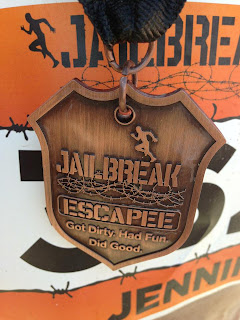 JAILBREA
JAILBREAK
ESCAPEE
Got Dirty. Had Fun.
Did Good.
JENNI